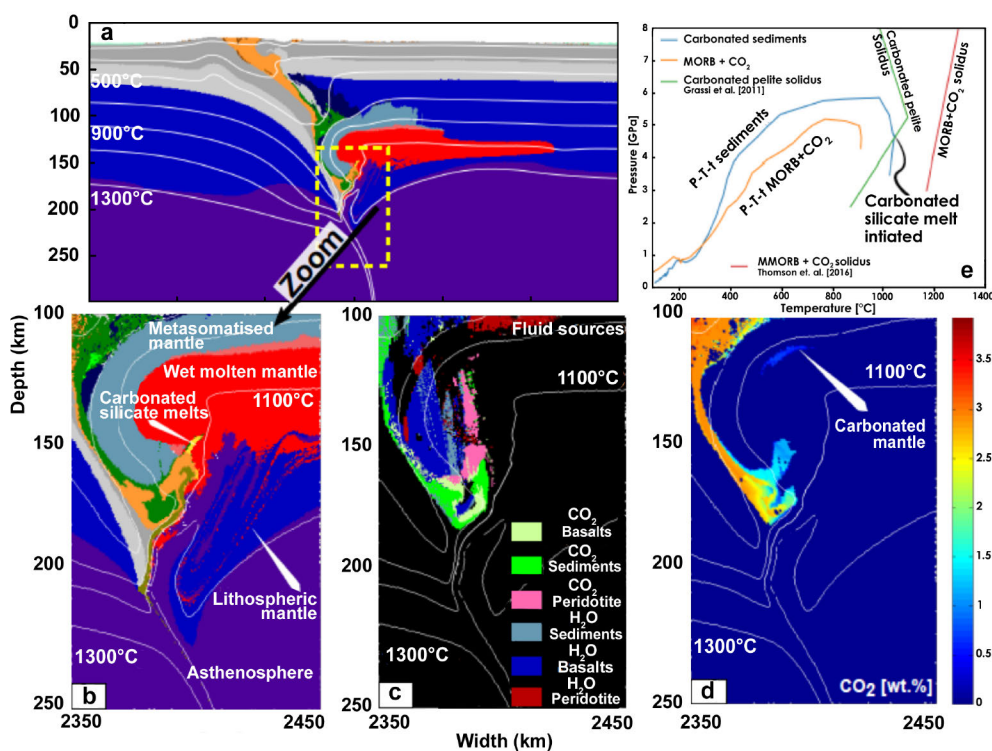 a
0
50
100
150
200
250
500°C
900°C
1300°C
Zoom
Pressure [GPa]
8
7
6
5
4
3
2
1
0
Carbonated sediments
MORB + CO₂
Carbonated pelite solidus
Grassi et al. [2011]
Carbonated pelite
Solidus
MORB+CO₂ solidus
P-T-t sediments
P-T-t MORB+CO₂
Carbonated
silicate melt
intiated
MMORB + CO₂ solidus
Thomson et. al. [2016]
e
200 400 600 800 1000 1200 1400
Temperature [°C]
Depth (km)
100
150
200
250
Metasomatised
mantle
Wet molten mantle
Carbonated
silicate melts
1100°C
Lithospheric
mantle
1300°C
Asthenosphere
b
2350
2450
100
150
200
250
Fluid sources
1100°C
CO₂
Basalts
CO₂
Sediments
CO₂
Peridotite
H₂O
Sediments
H₂O
Basalts
H₂O
Peridotite
1300°C
c
2350
2450
Width (km)
100
150
200
250
1100°C
Carbonated
mantle
1300°C
d
CO₂ [wt.%]
2350
2450
3.5
3
2.5
2
1.5
1
0.5
0